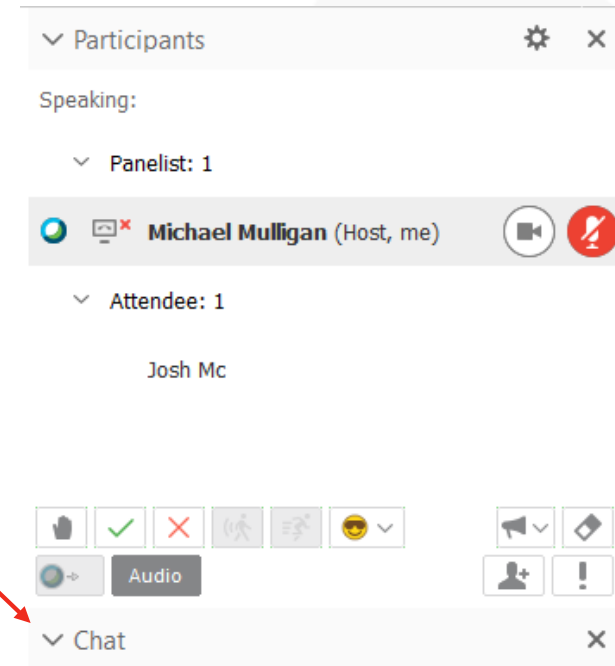 Participants
Speaking:
Panelist: 1
Michael Mulligan (Host, me)
Attendee: 1
Josh Mc
Audio
Chat